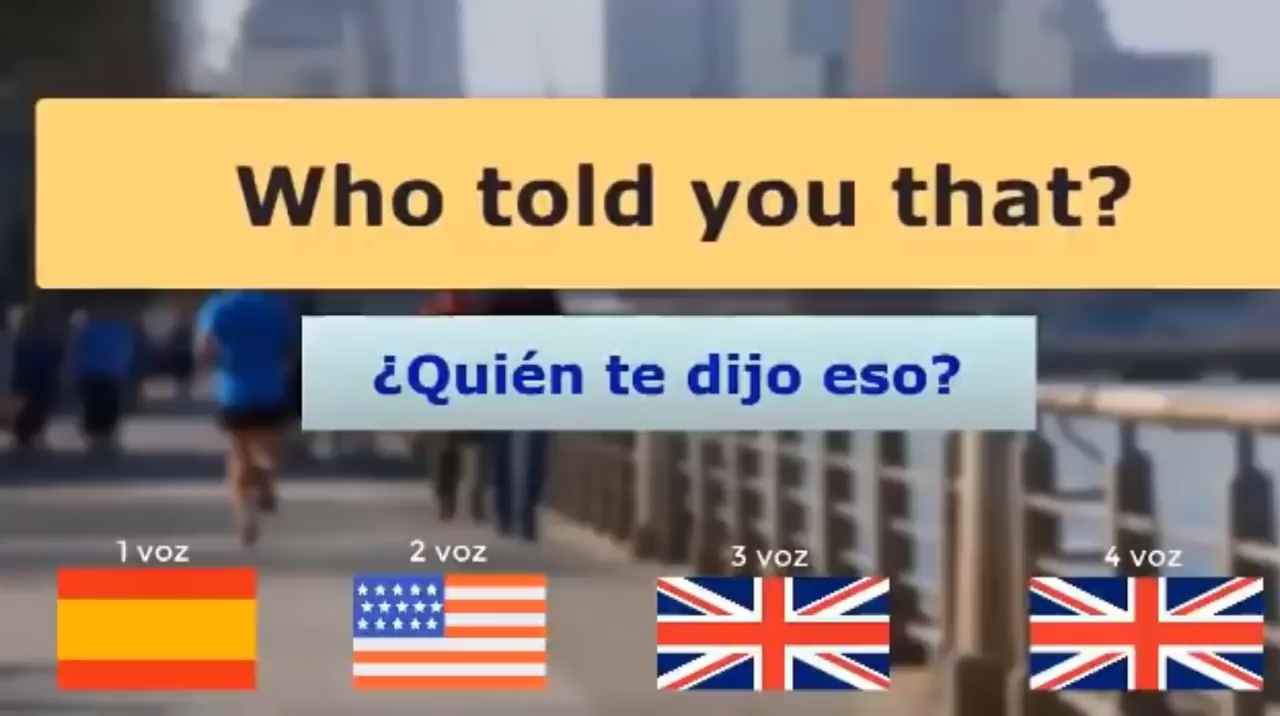 Who told you that?
¿Quién te dijo eso?
1 voz
2 voz
3 voz
4 voz